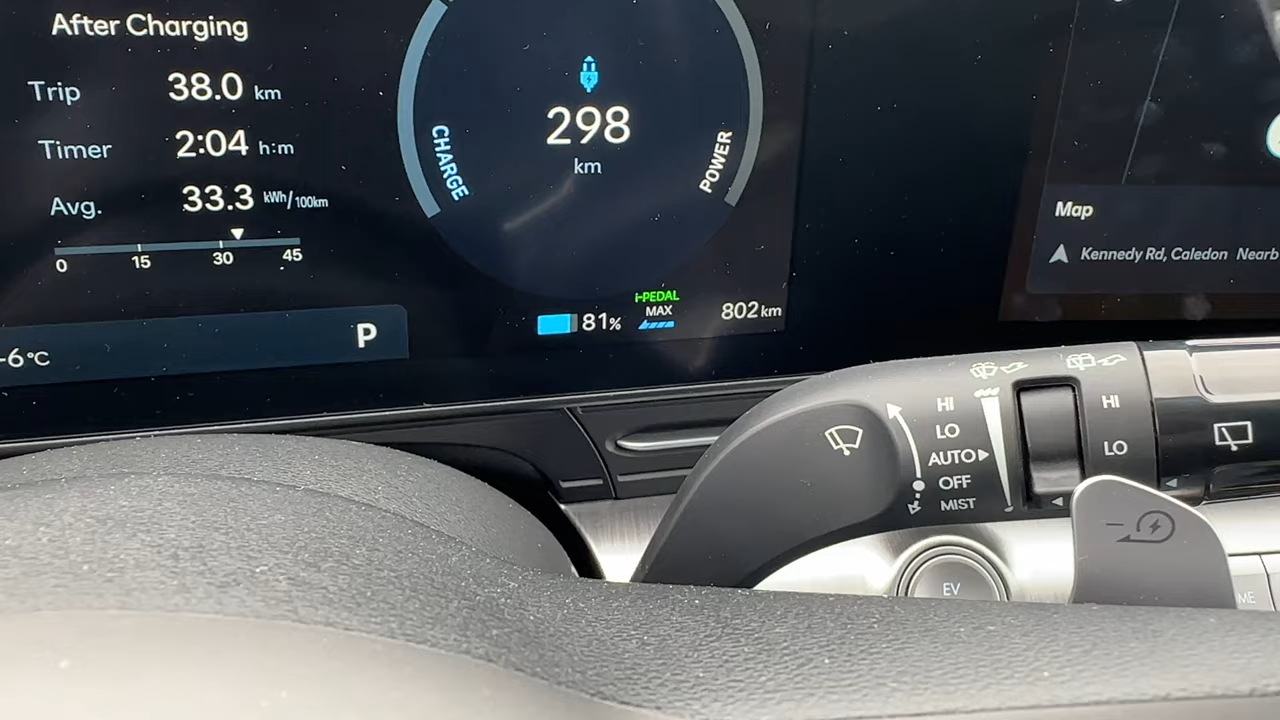 After Charging
Trip 38.0 km
Timer 2:04 h:m
Avg. 33.3 kWh/100km
0 15 30 45
-6°C P
CHARGE
298
km
POWER
81%
i-PEDAL
MAX
802 km
Map
Kennedy Rd, Caledon Nearb
HI
LO
AUTO
OFF
MIST
HI
LO
EV
ME